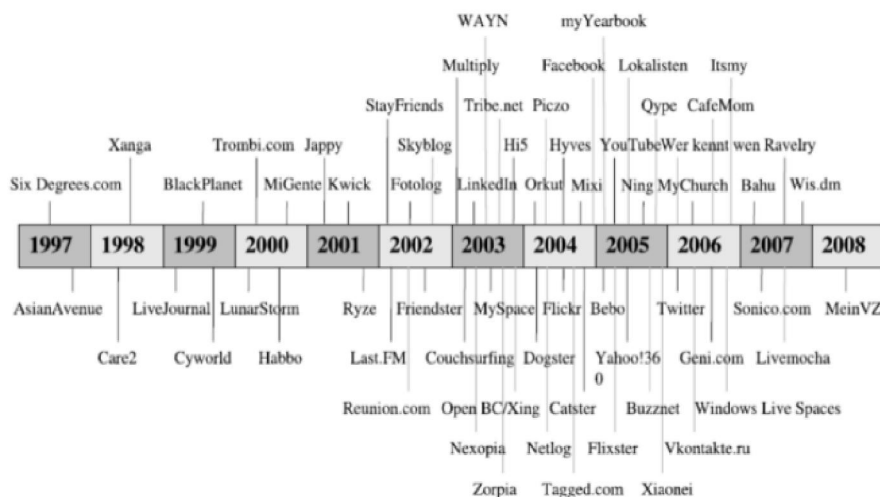 WAYN myYearbook
Multiply Facebook Lokalisten Itsmy
StayFriends Tribe.net Piczo Qype CafeMom
Xanga Trombi.com Jappy Skyblog Hi5 Hyves YouTube Wer kennt wen Ravelry
Six Degrees.com BlackPlanet MiGente Kwick Fotolog LinkedIn Orkut Mixi Ning MyChurch Bahu Wis.dm
1997 1998 1999 2000 2001 2002 2003 2004 2005 2006 2007 2008
AsianAvenue LiveJournal LunarStorm Ryze Friendster MySpace Flickr Bebo Twitter Sonico.com MeinVZ
Care2 Cyworld Habbo Last.FM Couchsurfing Dogster Yahoo!36 Geni.com Livemocha
0
Reunion.com Open BC/Xing Catster Buzznet Windows Live Spaces
Nexopia Netlog Flixster Vkontakte.ru
Zorpia Tagged.com Xiaonei